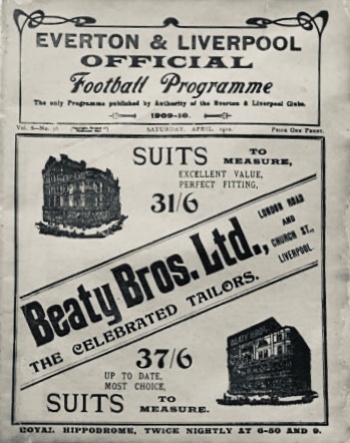 EVERTON & LIVERPOOL
OFFICIAL
Football Programme
The only Programme published by Authority of the Everton & Liverpool Clubs.
1909-10.
SATURDAY, APRIL
PRICE ONE PENNY.
SUITS TO MEASURE,
EXCELLENT VALUE,
PERFECT FITTING,
31/6
Beaty Bros. Ltd.,
LONDON ROAD
AND
CHURCH ST.,
LIVERPOOL.
THE CELEBRATED TAILORS.
BEATY BROS.
37/6
UP TO DATE,
MOST CHOICE,
SUITS TO MEASURE.
ROYAL HIPPODROME, TWICE NIGHTLY AT 6-50 AND 9.